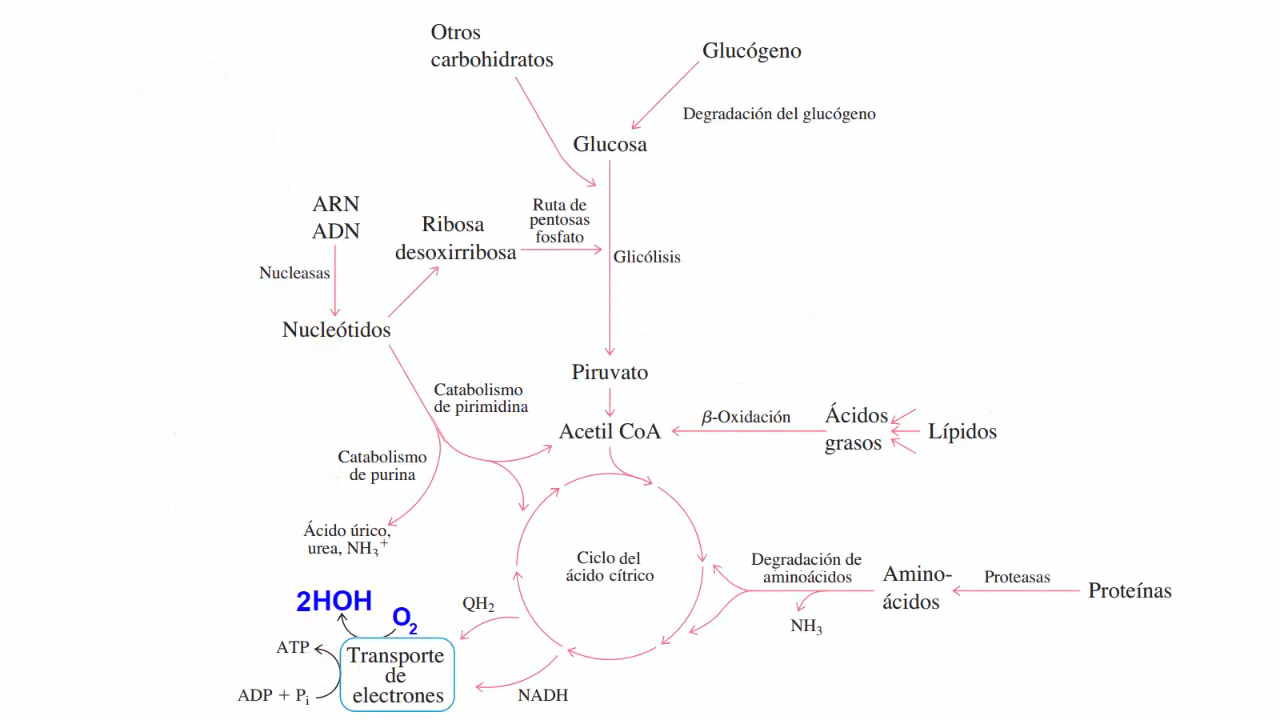 Otros
carbohidratos
Glucógeno
Degradación del glucógeno
Glucosa
ARN
ADN
Ribosa
desoxirribosa
Ruta de
pentosas
fosfato
Glicólisis
Nucleasas
Nucleótidos
Piruvato
Catabolismo
de pirimidina
Acetil CoA
β-Oxidación
Ácidos
grasos
Lípidos
Catabolismo
de purina
Ácido úrico,
urea, NH₃⁺
Ciclo del
ácido cítrico
Degradación de
aminoácidos
NH₃
Amino-
ácidos
Proteasas
Proteínas
2HOH
O₂
QH₂
ATP
ADP + Pᵢ
Transporte
de
electrones
NADH